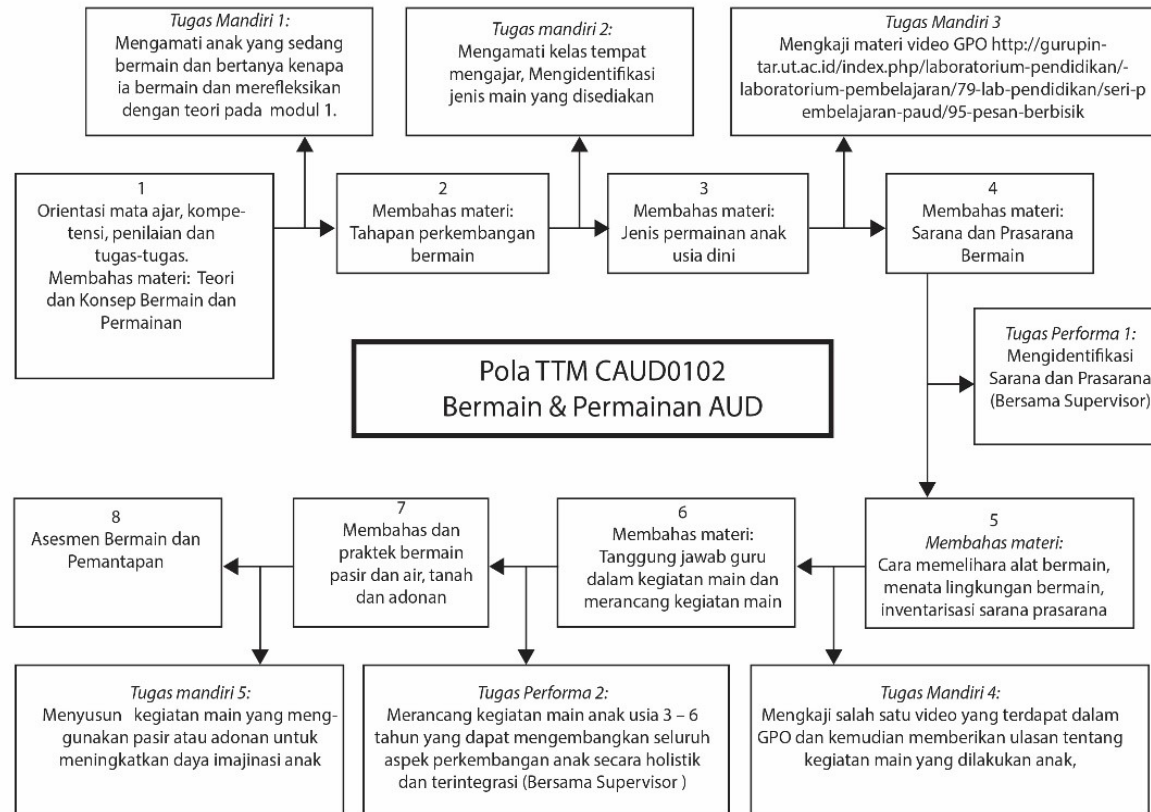 Tugas Mandiri 1:
Mengamati anak yang sedang
bermain dan bertanya kenapa
ia bermain dan merefleksikan
dengan teori pada modul 1.
Tugas mandiri 2:
Mengamati kelas tempat
mengajar, Mengidentifikasi
jenis main yang disediakan
Tugas Mandiri 3
Mengkaji materi video GPO http://gurupin-
tar.ut.ac.id/index.php/laboratorium-pendidikan/-
laboratorium-pembelajaran/79-lab-pendidikan/seri-p
embelajaran-paud/95-pesan-berbisik
1
Orientasi mata ajar, kompe-
tensi, penilaian dan
tugas-tugas.
Membahas materi: Teori
dan Konsep Bermain dan
Permainan
2
Membahas materi:
Tahapan perkembangan
bermain
3
Membahas materi:
Jenis permainan anak
usia dini
4
Membahas materi:
Sarana dan Prasarana
Bermain
Tugas Performa 1:
Mengidentifikasi
Sarana dan Prasarana
(Bersama Supervisor)
Pola TTM CAUD0102
Bermain & Permainan AUD
8
Asesmen Bermain dan
Pemantapan
7
Membahas dan
praktek bermain
pasir dan air, tanah
dan adonan
6
Membahas materi:
Tanggung jawab guru
dalam kegiatan main dan
merancang kegiatan main
5
Membahas materi:
Cara memelihara alat bermain,
menata lingkungan bermain,
inventarisasi sarana prasarana
Tugas mandiri 5:
Menyusun kegiatan main yang meng-
gunakan pasir atau adonan untuk
meningkatkan daya imajinasi anak
Tugas Performa 2:
Merancang kegiatan main anak usia 3 – 6
tahun yang dapat mengembangkan seluruh
aspek perkembangan anak secara holistik
dan terintegrasi (Bersama Supervisor )
Tugas Mandiri 4:
Mengkaji salah satu video yang terdapat dalam
GPO dan kemudian memberikan ulasan tentang
kegiatan main yang dilakukan anak,